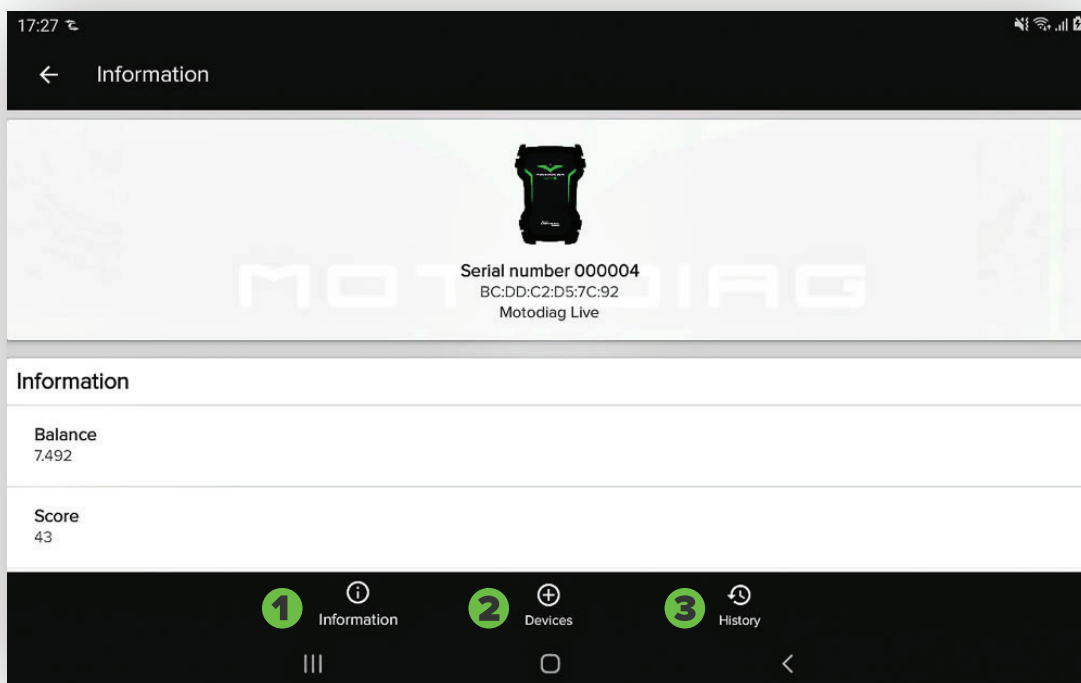 17:27
Information
MOTODIAG
Serial number 000004
BC:DD:C2:D5:7C:92
Motodiag Live
Information
Balance
7.492
Score
43
1 Information
2 Devices
3 History